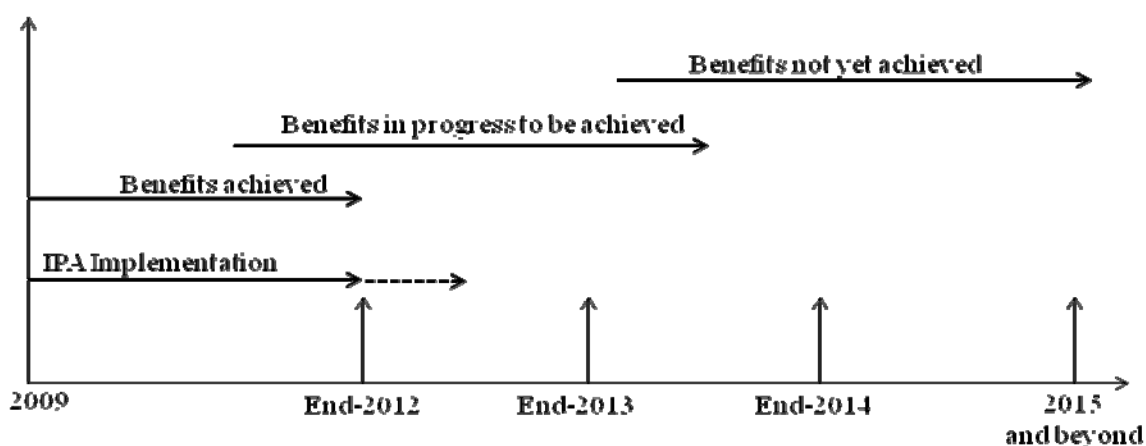 Benefits not yet achieved
Benefits in progress to be achieved
Benefits achieved
IPA Implementation
2009
End-2012
End-2013
End-2014
2015
and beyond